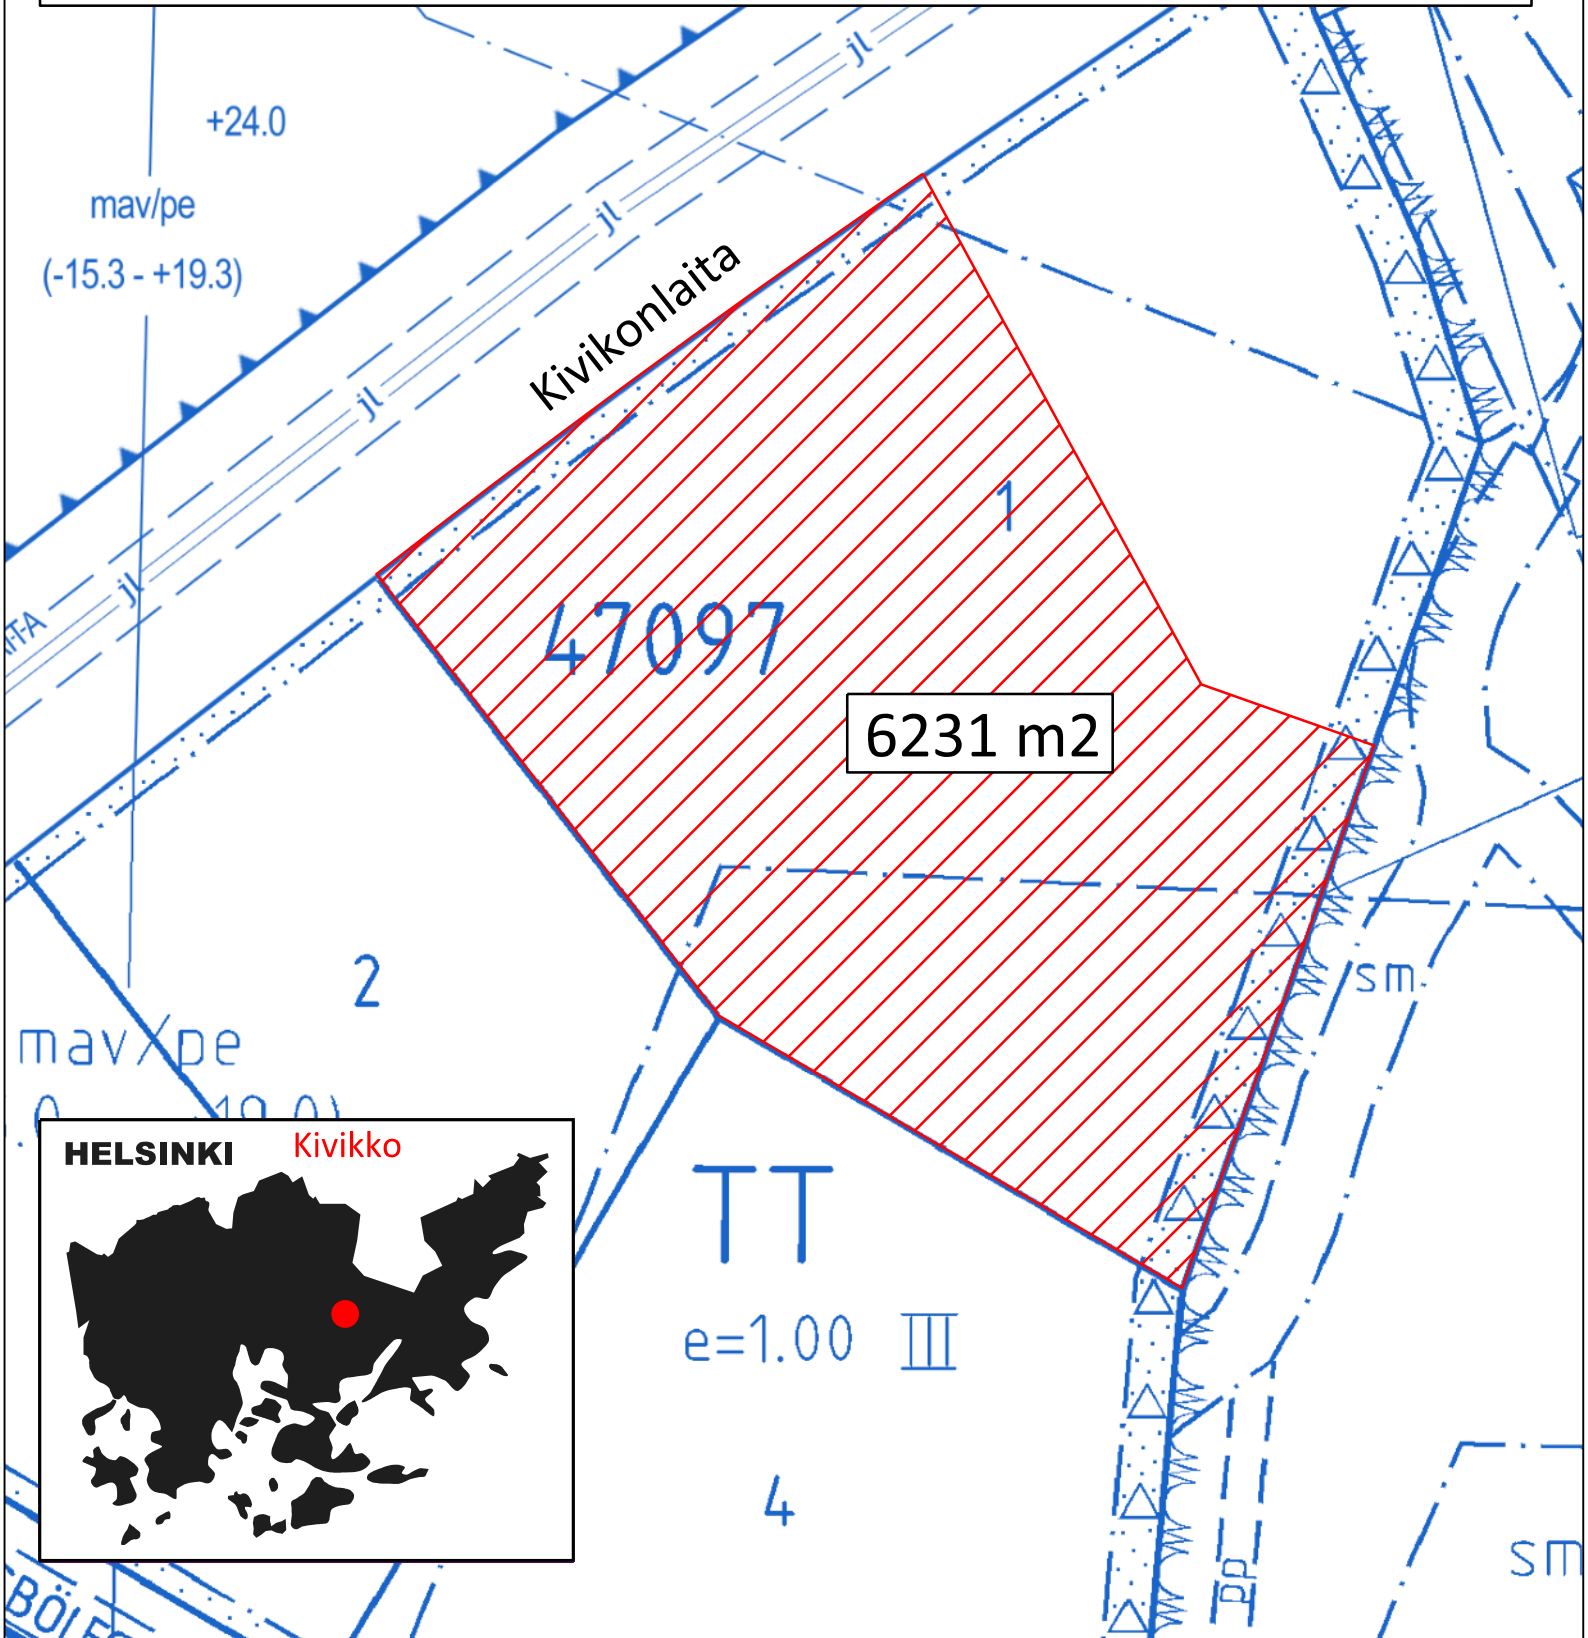 +24.0
mav/pe
(-15.3 - +19.3)
jl
jl
jl
jl
Kivikonlaita
1
47097
6231 m2
2
mav/pe
sm
HELSINKI
Kivikko
TT
e=1.00 III
4
sm
pp